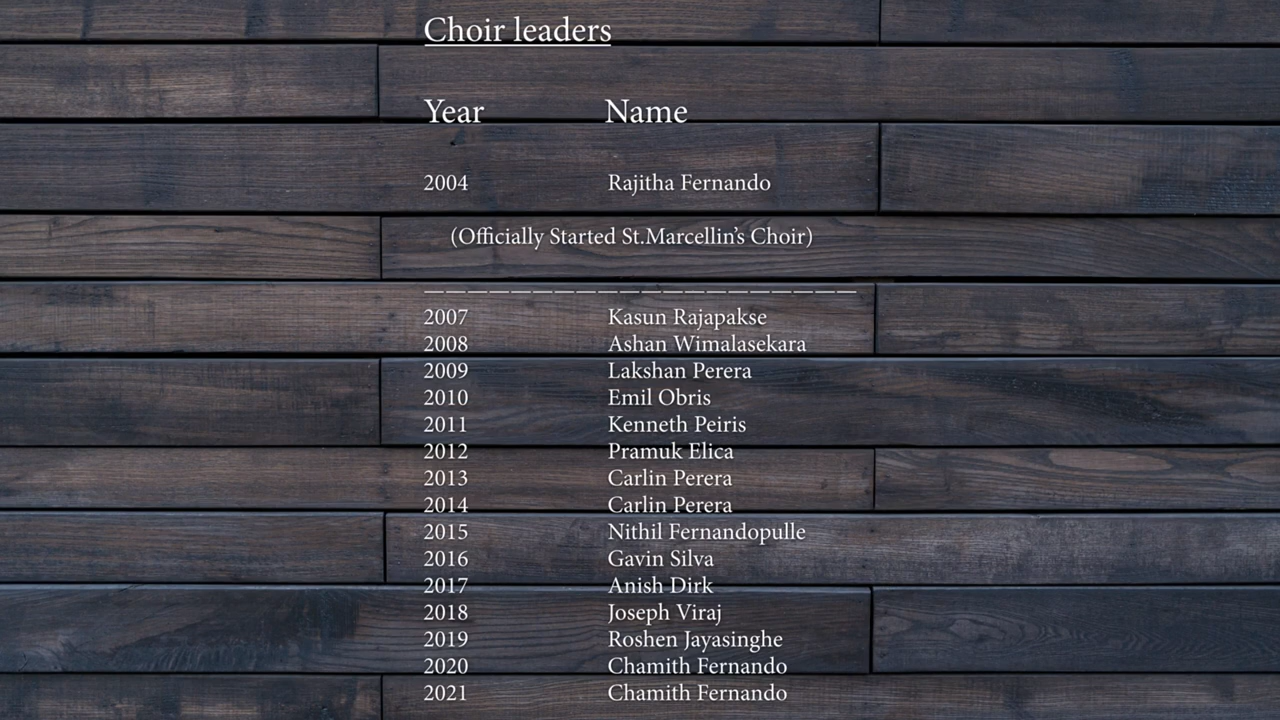 Choir leaders
Year Name
2004 Rajitha Fernando
(Officially Started St.Marcellin’s Choir)
————————————————————
2007 Kasun Rajapakse
2008 Ashan Wimalasekara
2009 Lakshan Perera
2010 Emil Obris
2011 Kenneth Peiris
2012 Pramuk Elica
2013 Carlin Perera
2014 Carlin Perera
2015 Nithil Fernandopulle
2016 Gavin Silva
2017 Anish Dirk
2018 Joseph Viraj
2019 Roshen Jayasinghe
2020 Chamith Fernando
2021 Chamith Fernando